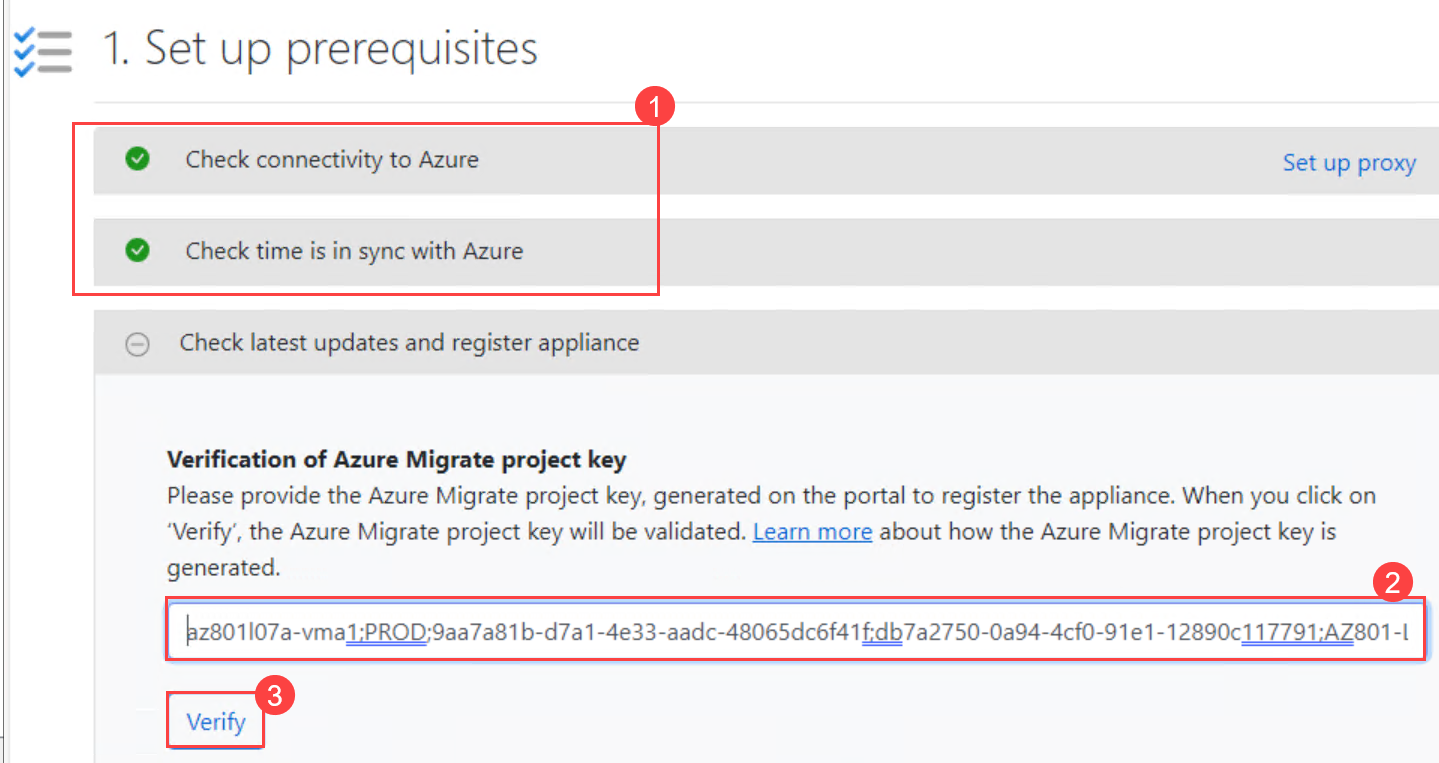 1. Set up prerequisites
1
Check connectivity to Azure
Set up proxy
Check time is in sync with Azure
Check latest updates and register appliance
Verification of Azure Migrate project key
Please provide the Azure Migrate project key, generated on the portal to register the appliance. When you click on
‘Verify’, the Azure Migrate project key will be validated. Learn more about how the Azure Migrate project key is
generated.
2
az801l07a-vma1;PROD;9aa7a81b-d7a1-4e33-aadc-48065dc6f41f;db7a2750-0a94-4cf0-91e1-12890c117791;AZ801-L
3
Verify